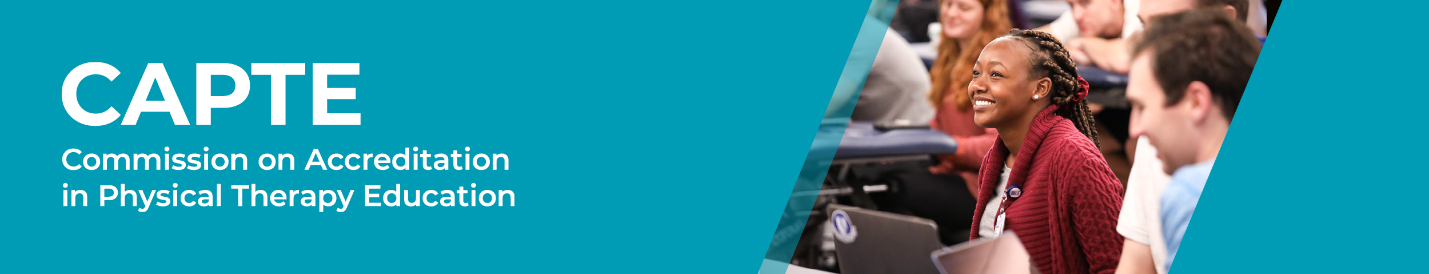 CAPTE
Commission on Accreditation
in Physical Therapy Education